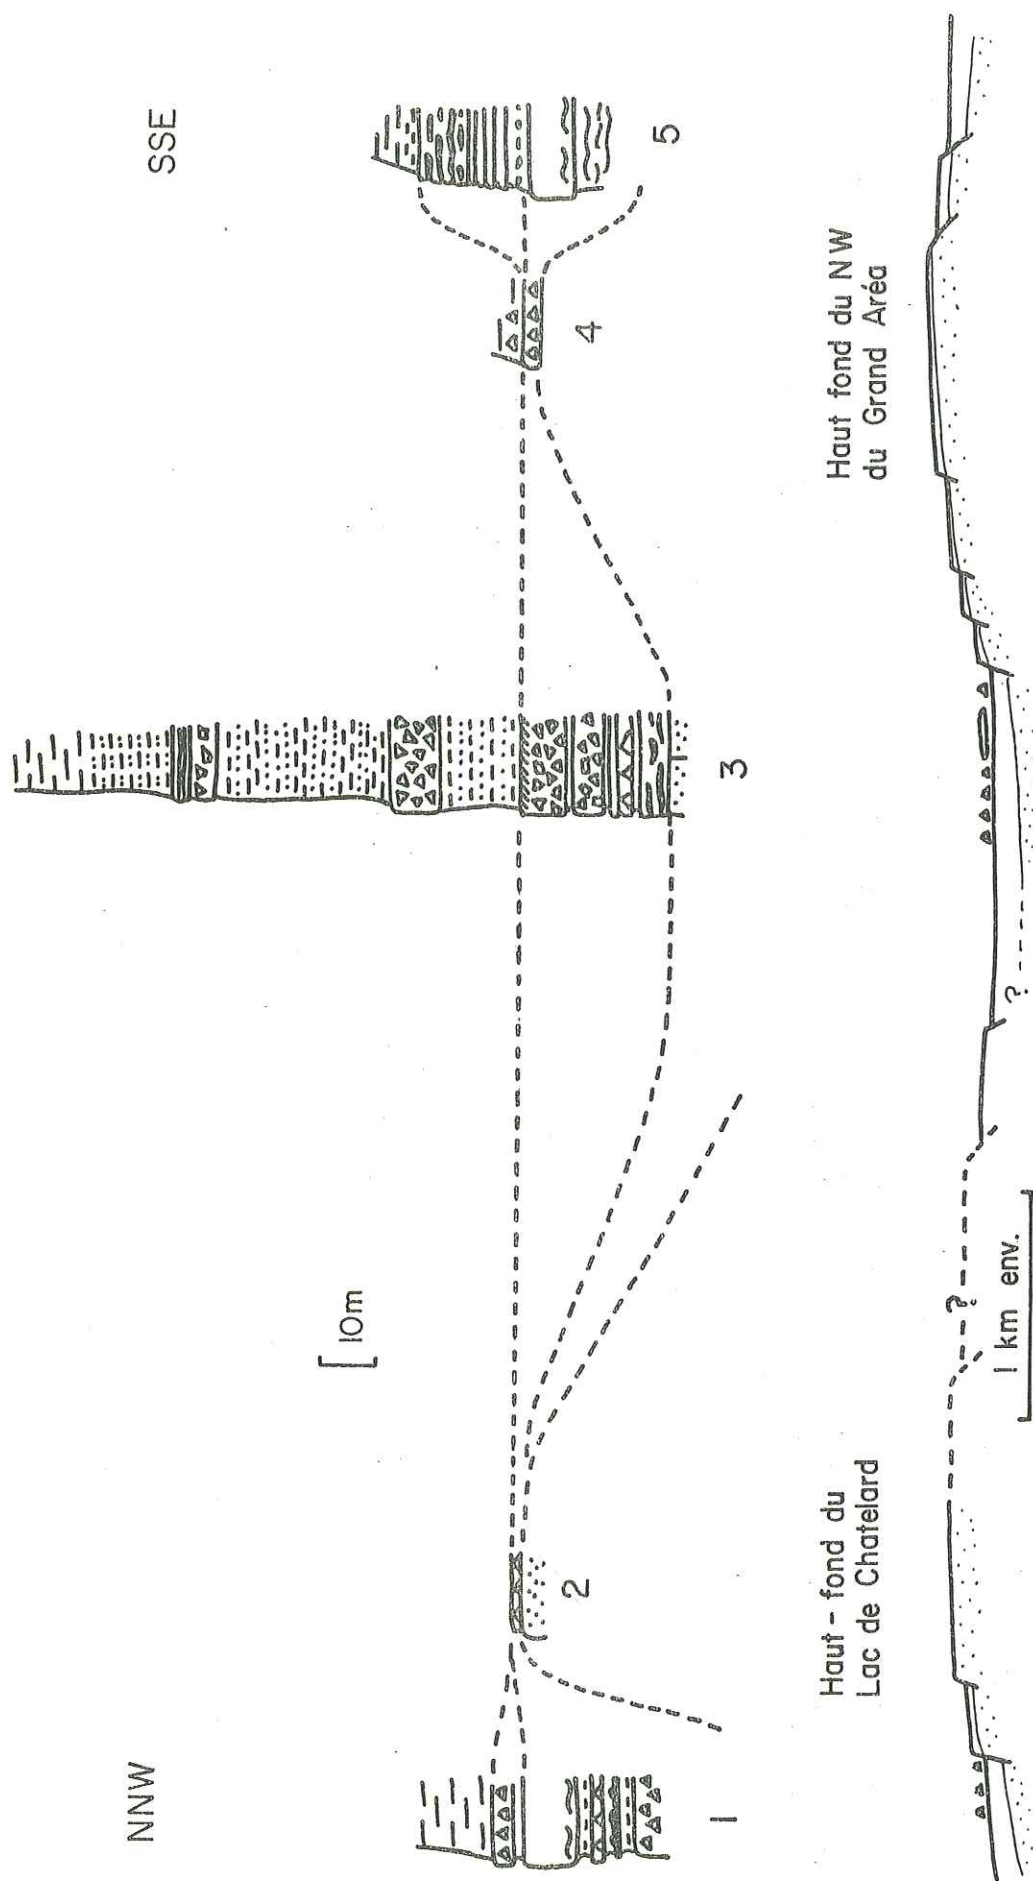 NNW
SSE
10m
1
2
3
4
5
Haut-fond du
Lac de Chatelard
Haut fond du NW
du Grand Aréa
?
?
1 km env.